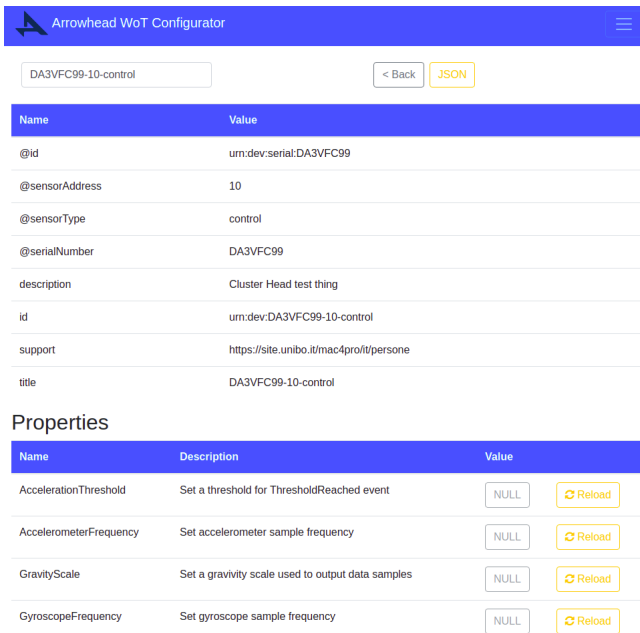 Arrowhead WoT Configurator
DA3VFC99-10-control
< Back JSON
Name Value
@id urn:dev:serial:DA3VFC99
@sensorAddress 10
@sensorType control
@serialNumber DA3VFC99
description Cluster Head test thing
id urn:dev:DA3VFC99-10-control
support https://site.unibo.it/mac4pro/it/persone
title DA3VFC99-10-control
Properties
Name Description Value
AccelerationThreshold Set a threshold for ThresholdReached event NULL Reload
AccelerometerFrequency Set accelerometer sample frequency NULL Reload
GravityScale Set a gravivity scale used to output data samples NULL Reload
GyroscopeFrequency Set gyroscope sample frequency NULL Reload